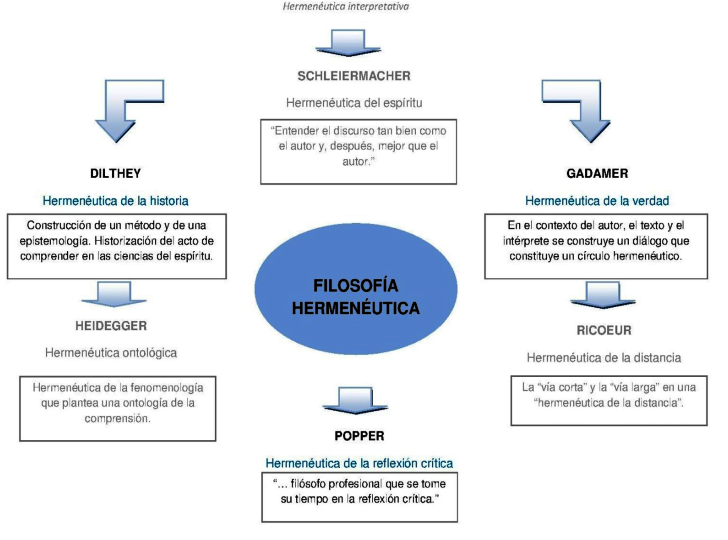 Hermenéutica interpretativa
SCHLEIERMACHER
Hermenéutica del espíritu
“Entender el discurso tan bien como
el autor y, después, mejor que el
autor.”
DILTHEY
Hermenéutica de la historia
Construcción de un método y de una
epistemología. Historización del acto de
comprender en las ciencias del espíritu.
GADAMER
Hermenéutica de la verdad
En el contexto del autor, el texto y el
intérprete se construye un diálogo que
constituye un círculo hermenéutico.
FILOSOFÍA
HERMENÉUTICA
HEIDEGGER
Hermenéutica ontológica
Hermenéutica de la fenomenología
que plantea una ontología de la
comprensión.
RICOEUR
Hermenéutica de la distancia
La “vía corta” y la “vía larga” en una
“hermenéutica de la distancia”.
POPPER
Hermenéutica de la reflexión crítica
“… filósofo profesional que se tome
su tiempo en la reflexión crítica.”